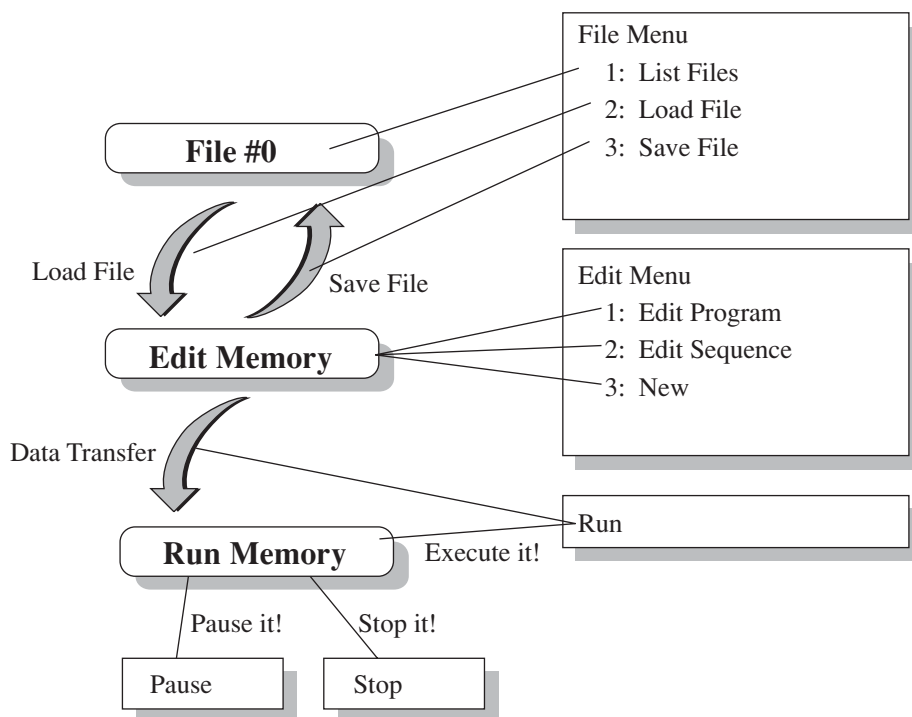 File Menu
1: List Files
2: Load File
3: Save File
File #0
Load File
Save File
Edit Menu
1: Edit Program
2: Edit Sequence
3: New
Edit Memory
Data Transfer
Run
Run Memory
Execute it!
Pause it!
Stop it!
Pause
Stop